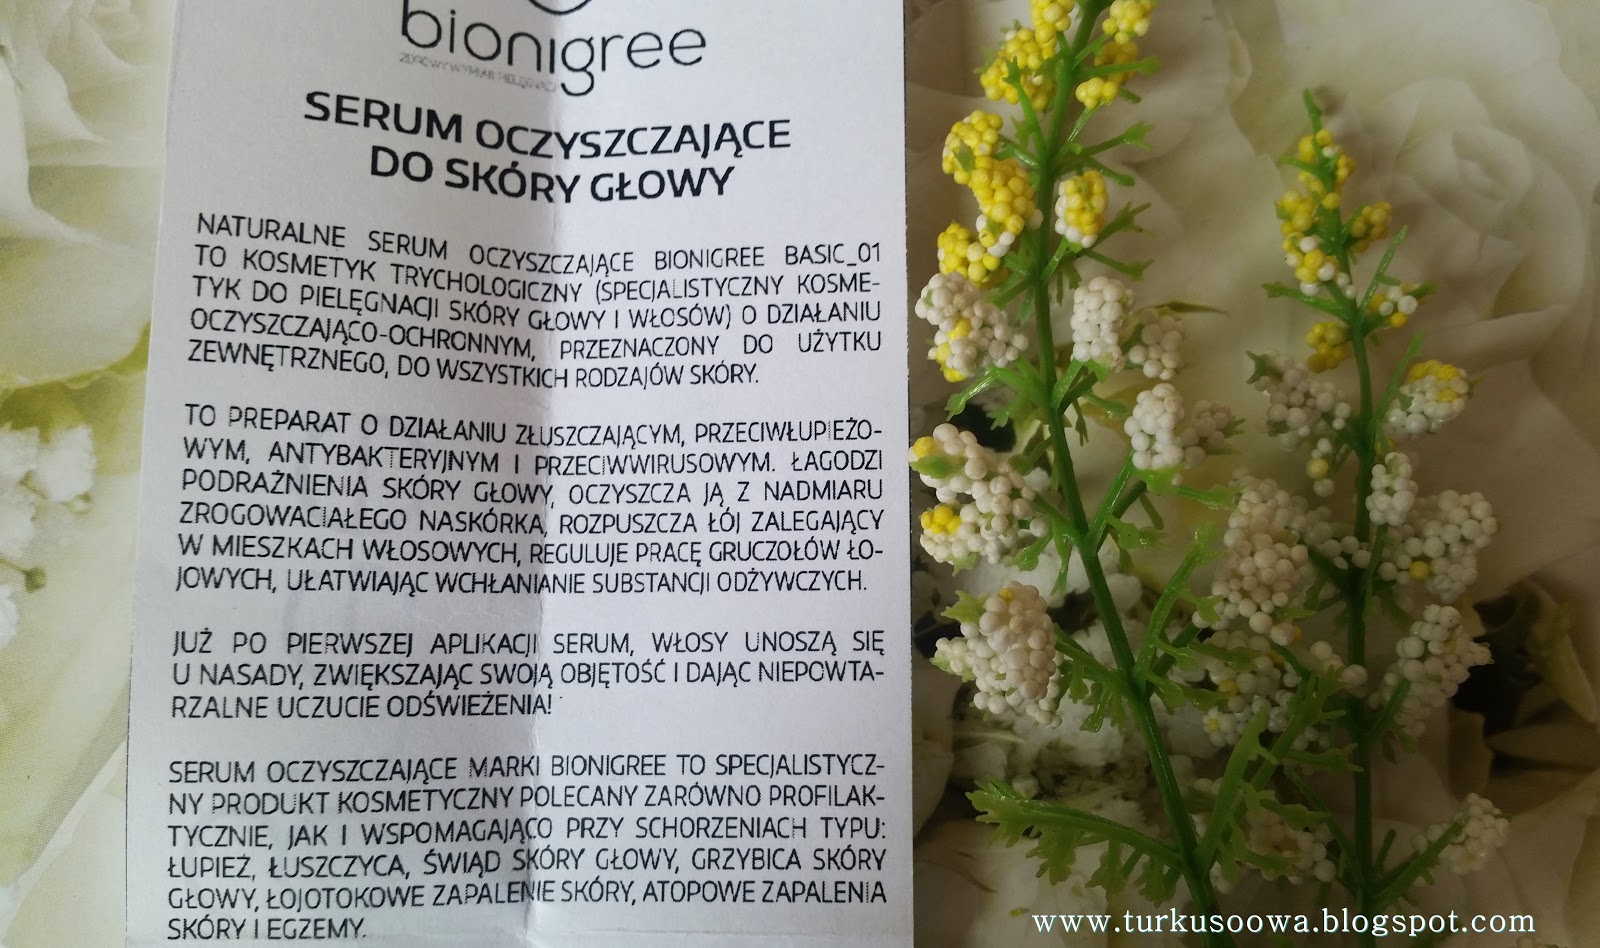 bionigree
ZDROWY WYMIAR PIELĘGNACJI
SERUM OCZYSZCZAJĄCE
DO SKÓRY GŁOWY
NATURALNE SERUM OCZYSZCZAJĄCE BIONIGREE BASIC_01
TO KOSMETYK TRYCHOLOGICZNY (SPECJALISTYCZNY KOSME-
TYK DO PIELĘGNACJI SKÓRY GŁOWY I WŁOSÓW) O DZIAŁANIU
OCZYSZCZAJĄCO-OCHRONNYM, PRZEZNACZONY DO UŻYTKU
ZEWNĘTRZNEGO, DO WSZYSTKICH RODZAJÓW SKÓRY.
TO PREPARAT O DZIAŁANIU ZŁUSZCZAJĄCYM, PRZECIWŁUPIEŻO-
WYM, ANTYBAKTERYJNYM I PRZECIWWIRUSOWYM. ŁAGODZI
PODRAŻNIENIA SKÓRY GŁOWY, OCZYSZCZA JĄ Z NADMIARU
ZROGOWACIAŁEGO NASKÓRKA, ROZPUSZCZA ŁÓJ ZALEGAJĄCY
W MIESZKACH WŁOSOWYCH, REGULUJE PRACĘ GRUCZOŁÓW ŁO-
JOWYCH, UŁATWIAJĄC WCHŁANIANIE SUBSTANCJI ODŻYWCZYCH.
JUŻ PO PIERWSZEJ APLIKACJI SERUM, WŁOSY UNOSZĄ SIĘ
U NASADY, ZWIĘKSZAJĄC SWOJĄ OBJĘTOŚĆ I DAJĄC NIEPOWTA-
RZALNE UCZUCIE ODŚWIEŻENIA!
SERUM OCZYSZCZAJĄCE MARKI BIONIGREE TO SPECJALISTYCZ-
NY PRODUKT KOSMETYCZNY POLECANY ZARÓWNO PROFILAK-
TYCZNIE, JAK I WSPOMAGAJĄCO PRZY SCHORZENIACH TYPU:
ŁUPIEŻ, ŁUSZCZYCA, ŚWIĄD SKÓRY GŁOWY, GRZYBICA SKÓRY
GŁOWY, ŁOJOTOKOWE ZAPALENIE SKÓRY, ATOPOWE ZAPALENIA
SKÓRY I EGZEMY.
www.turkusoowa.blogspot.com